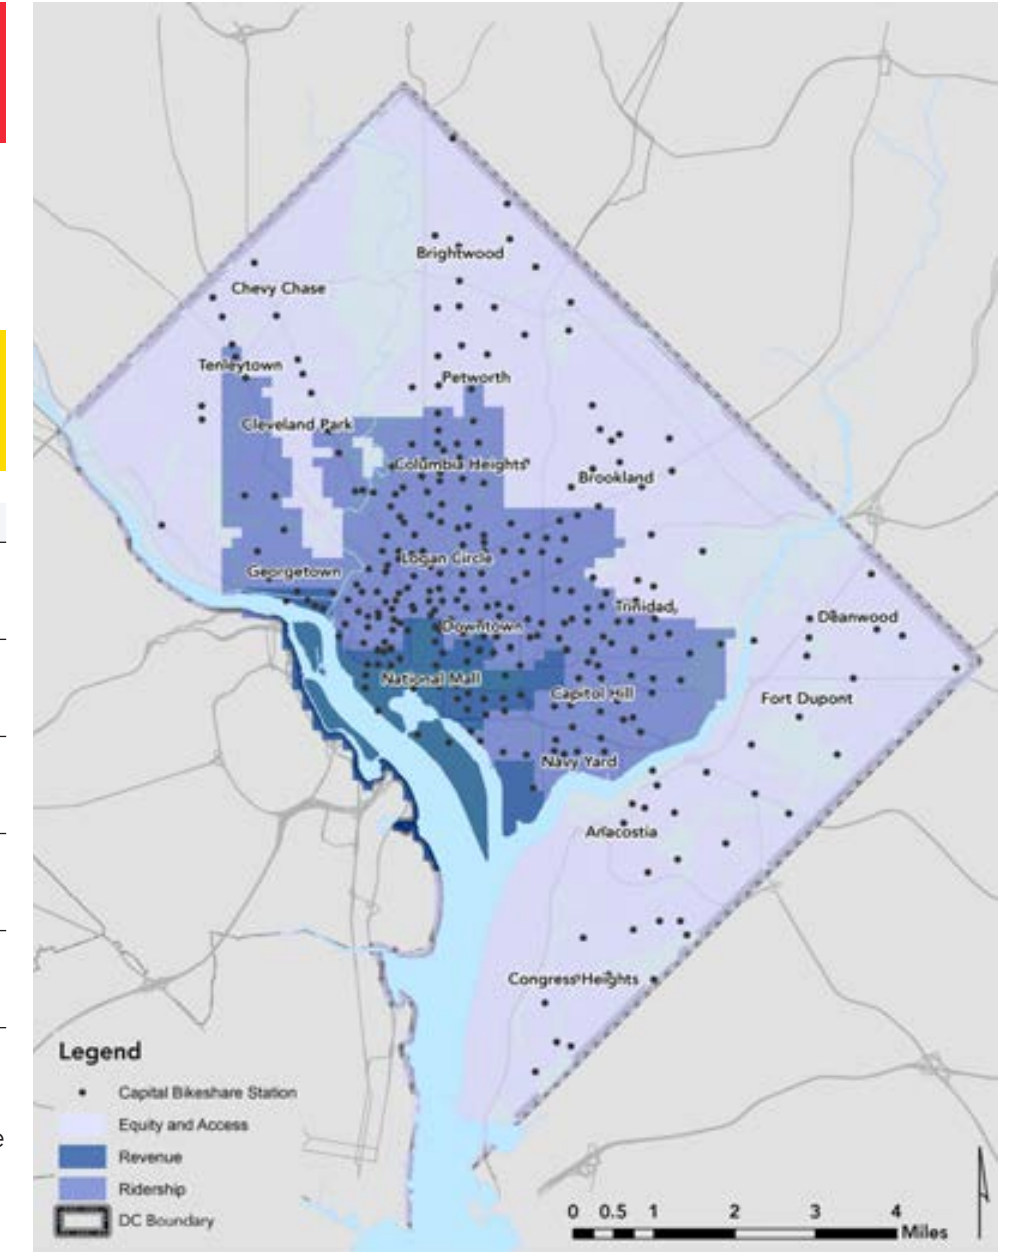 Brightwood
Chevy Chase
Tenleytown
Petworth
Cleveland Park
Columbia Heights
Brookland
Logan Circle
Georgetown
Trinidad
Deanwood
Downtown
National Mall
Capitol Hill
Fort Dupont
Navy Yard
Anacostia
Congress Heights
Legend
Capital Bikeshare Station
Equity and Access
e
Revenue
Ridership
DC Boundary
0 0.5 1 2 3 4
Miles